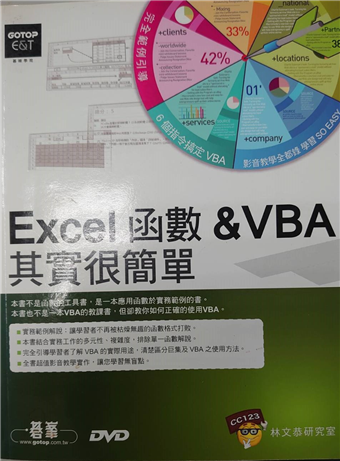 GOTOP
E&T
national
+clients
33%
worldwide
42%
+locations
01'
+services
+company
完全範例引導
6個指令搞定VBA
影音教學全都錄 學習 SO EASY
Excel 函數 &VBA
其實很簡單
本書不是函數的工具書，是一本應用函數於實務範例的書。
本書也不是一本VBA的教課書，但卻教你如何正確的使用VBA。
實務範例解說：讓學習者不再被枯燥無趣的函數格式打敗。
本書結合實務工作的多元性、複雜度，排除單一函數解說。
完全引導學習者了解 VBA 的實際用途，清楚區分巨集及 VBA 之使用方法。
全書超值影音教學實作，讓您學習無盲點。
碁峯
www.gotop.com.tw
DVD
CC123
林文恭研究室